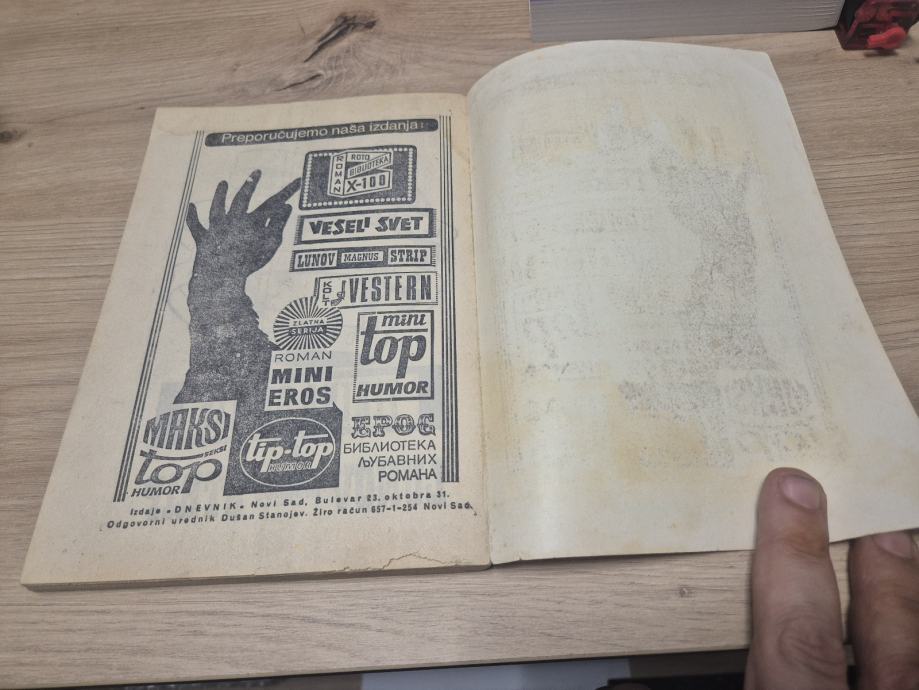 Preporučujemo naša izdanja:
ROMAN
ROTO
BIBLIOTEKA
X-100
VESELI SVET
LUNOV MAGNUS STRIP
KOLT
VESTERN
ZLATNA
SERIJA
mini
top
HUMOR
ROMAN
MINI
EROS
MAKSI
SEKSI
top
HUMOR
tip-top
HUMOR
EPOC
БИБЛИОТЕКА
ЉУБАВНИХ
РОМАНА
Izdaje »DNEVNIK« Novi Sad, Bulevar 23. oktobra 31.
Odgovorni urednik Dušan Stanojev. Žiro račun 657-1-254 Novi Sad.